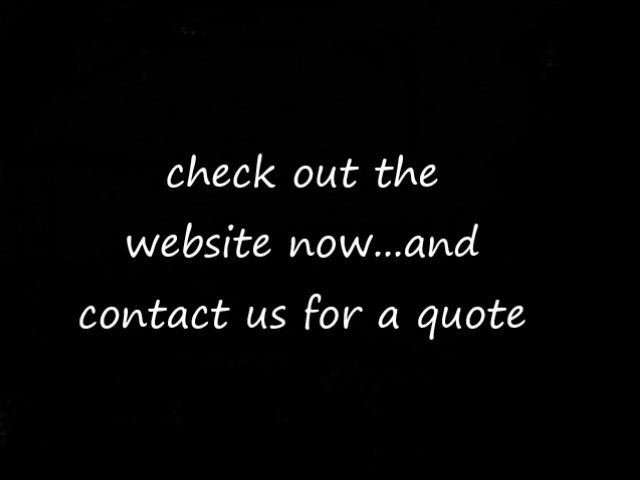 check out the
website now...and
contact us for a quote